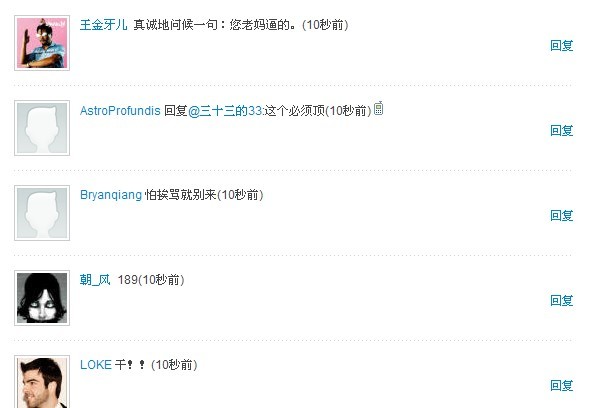 王金牙儿 真诚地问候一句：您老妈逼的。(10秒前)
回复
AstroProfundis 回复@三十三的33:这个必须顶(10秒前)
回复
Bryanqiang 怕挨骂就别来(10秒前)
回复
朝_风 189(10秒前)
回复
LOKE 干！！(10秒前)
回复